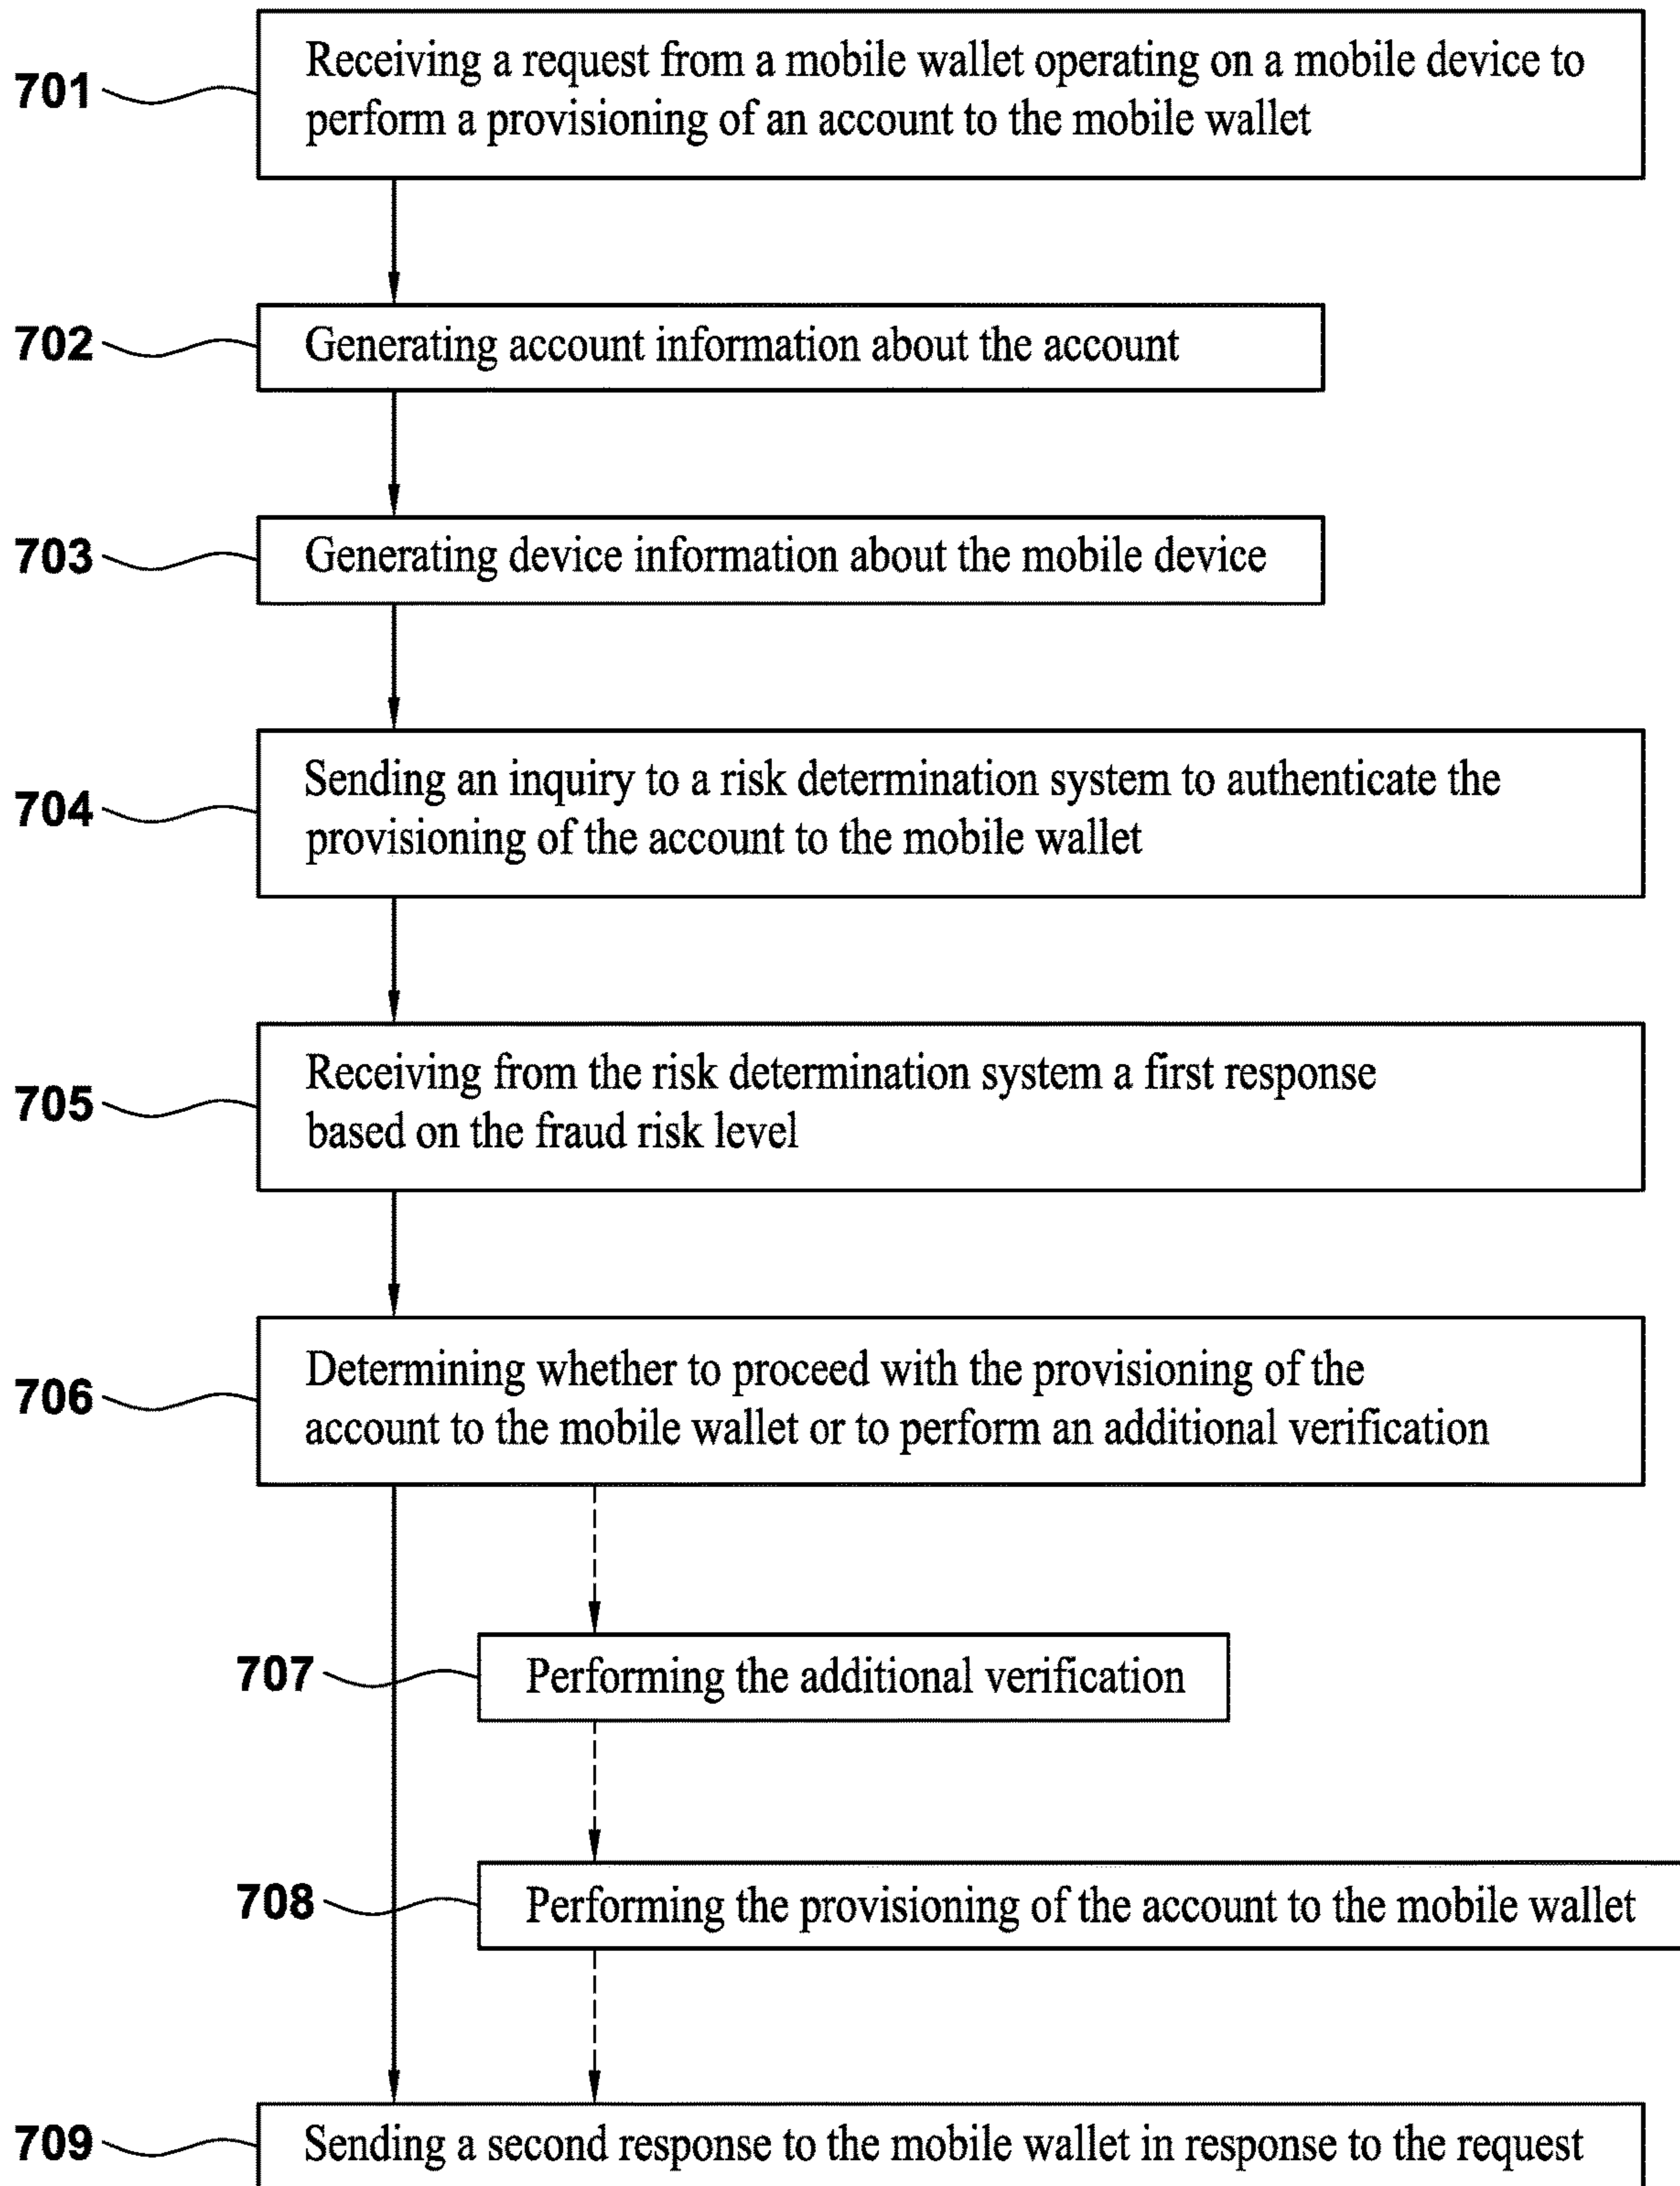 701
Receiving a request from a mobile wallet operating on a mobile device to
perform a provisioning of an account to the mobile wallet
702
Generating account information about the account
703
Generating device information about the mobile device
704
Sending an inquiry to a risk determination system to authenticate the
provisioning of the account to the mobile wallet
705
Receiving from the risk determination system a first response
based on the fraud risk level
706
Determining whether to proceed with the provisioning of the
account to the mobile wallet or to perform an additional verification
707
Performing the additional verification
708
Performing the provisioning of the account to the mobile wallet
709
Sending a second response to the mobile wallet in response to the request